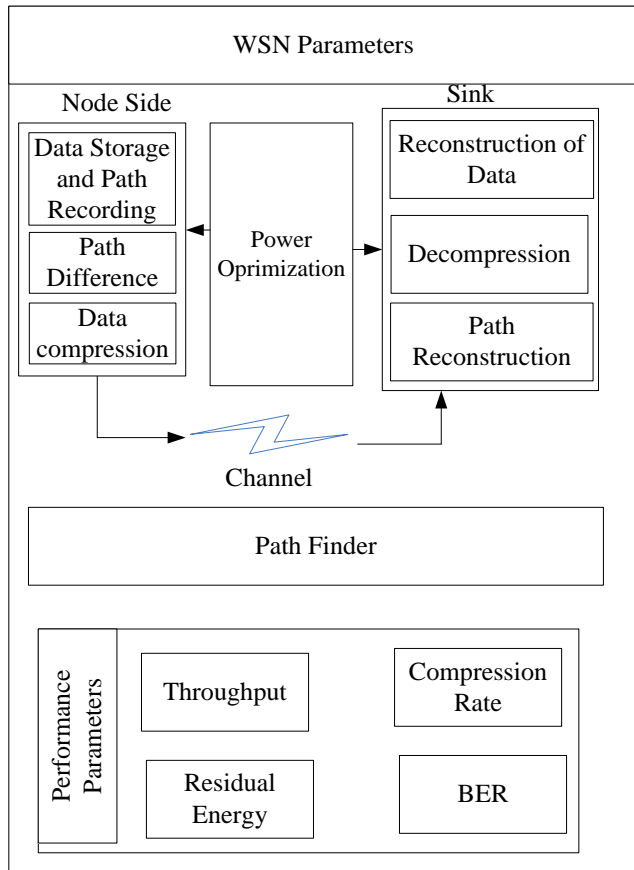 WSN Parameters
Node Side
Data Storage
and Path
Recording
Path
Difference
Data
compression
Power
Oprimization
Sink
Reconstruction of
Data
Decompression
Path
Reconstruction
Channel
Path Finder
Performance
Parameters
Throughput
Compression
Rate
Residual
Energy
BER